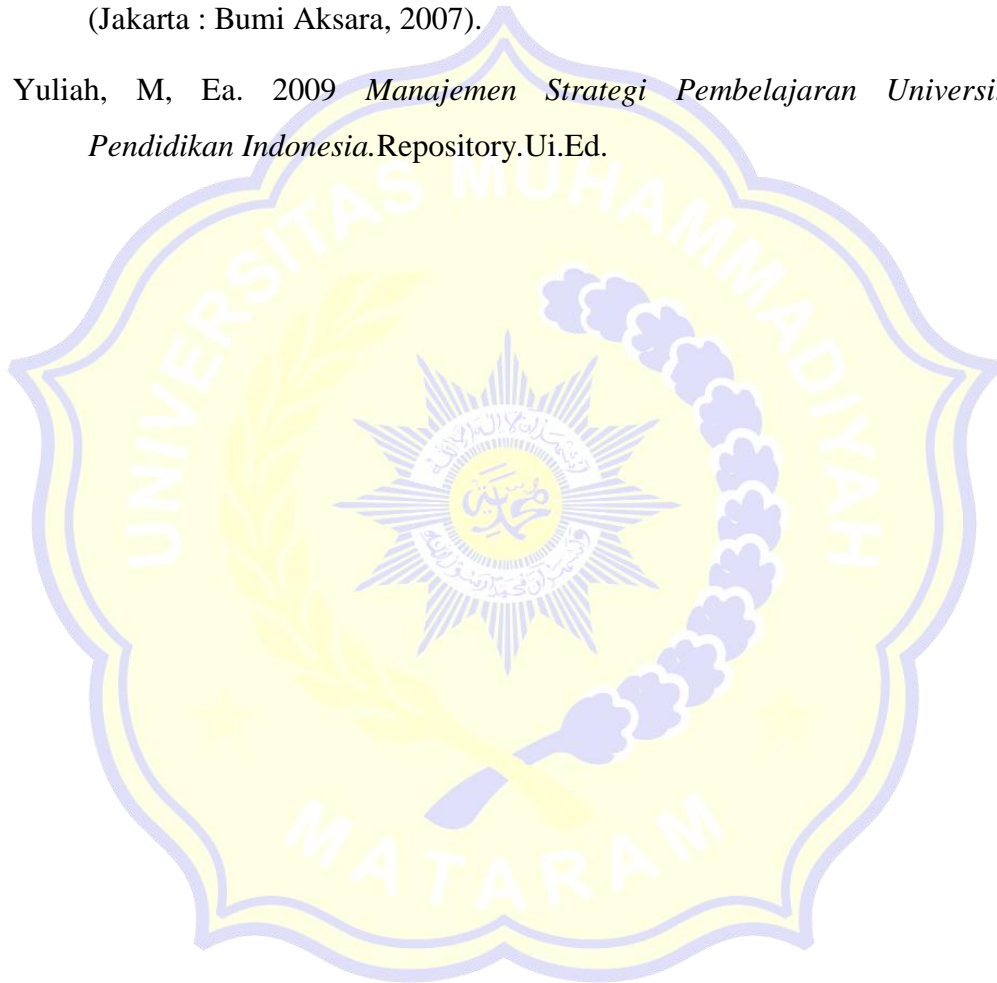 (Jakarta : Bumi Aksara, 2007).
Yuliah, M, Ea. 2009 Manajemen Strategi Pembelajaran Universi
Pendidikan Indonesia.Repository.Ui.Ed.
UNIVERSITAS MUHAMMADIYAH
محمدية
MATARAM